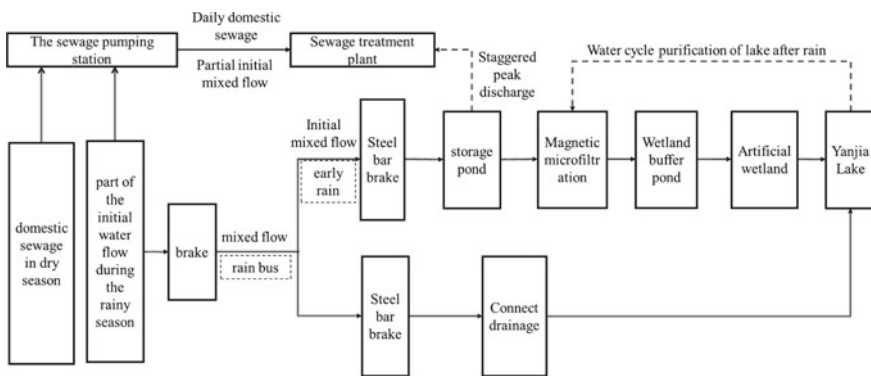 The sewage pumping
station
Daily domestic
sewage
Partial initial
mixed flow
Sewage treatment
plant
Staggered
peak
discharge
Water cycle purification of lake after rain
domestic
sewage
in dry
season
part of
the
initial
water
flow
during
the
rainy
season
brake
mixed flow
rain bus
Initial
mixed flow
early
rain
Steel
bar
brake
storage
pond
Magnetic
microfiltr
ation
Wetland
buffer
pond
Artificial
wetland
Yanjia
Lake
Steel
bar
brake
Connect
drainage